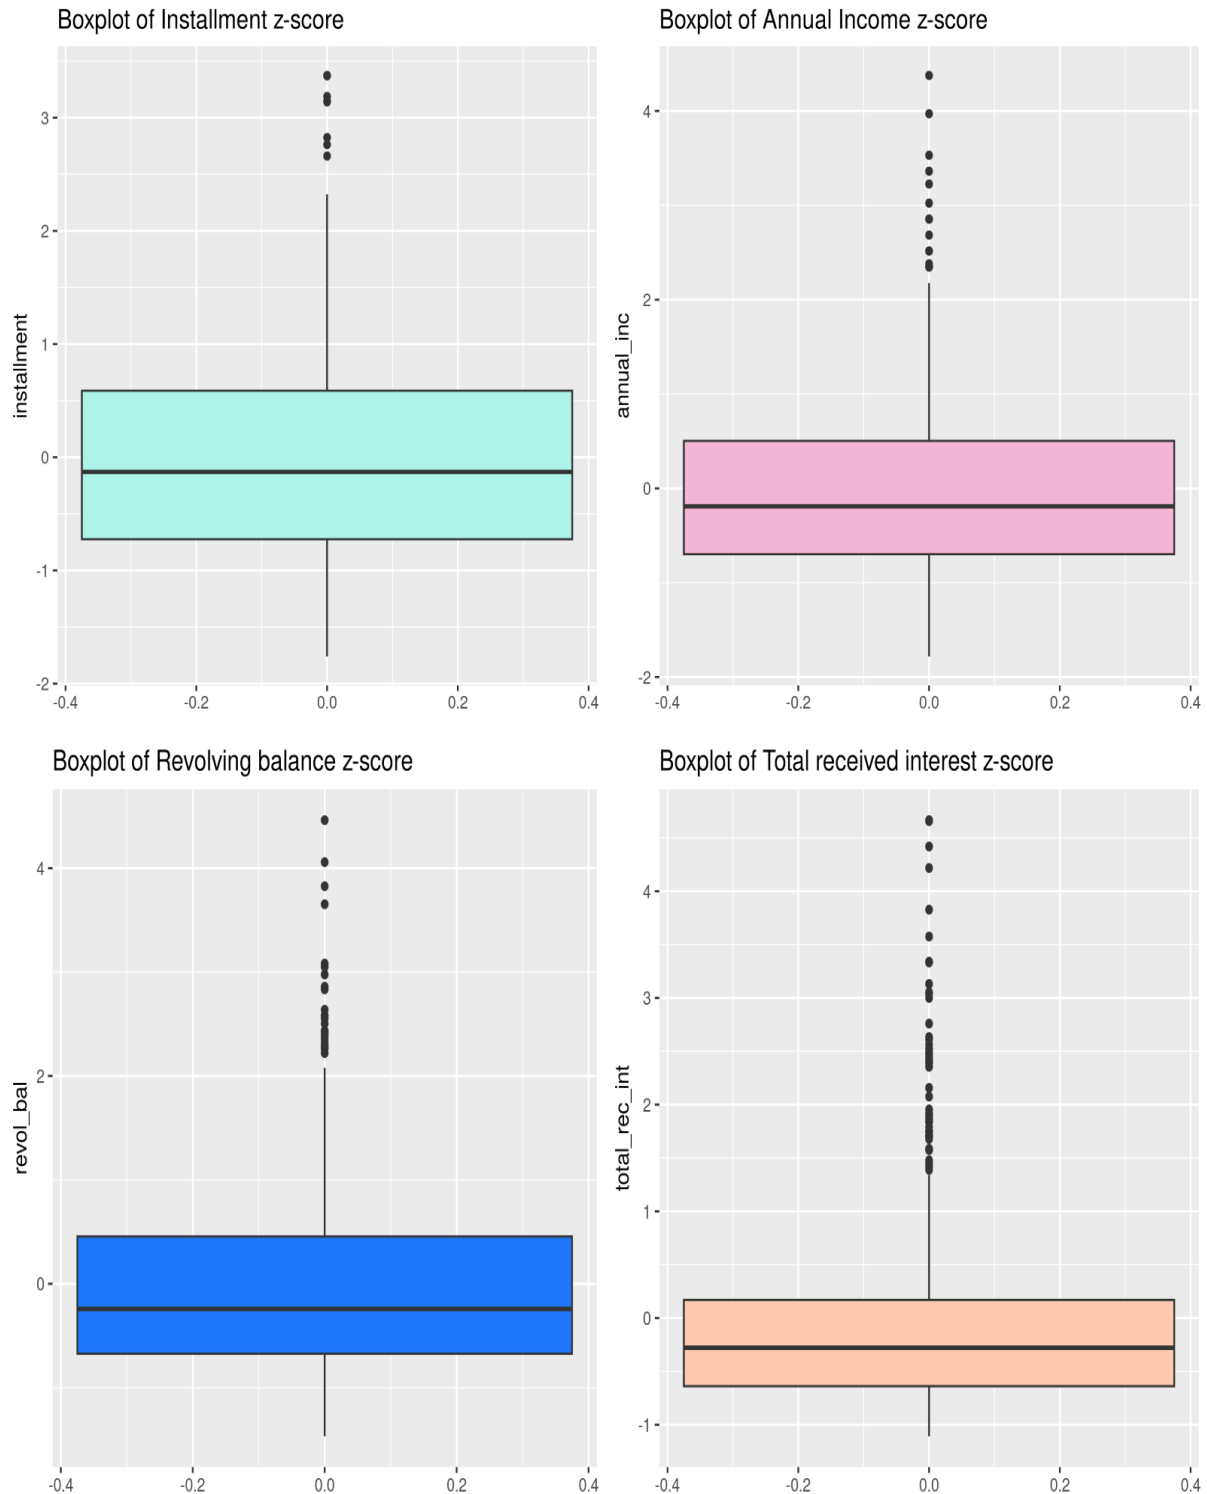 Boxplot of Installment z-score
installment
3
2
1
0
-1
-2
-0.4 -0.2 0.0 0.2 0.4
Boxplot of Annual Income z-score
annual_inc
4
2
0
-2
-0.4 -0.2 0.0 0.2 0.4
Boxplot of Revolving balance z-score
revol_bal
4
2
0
-0.4 -0.2 0.0 0.2 0.4
Boxplot of Total received interest z-score
total_rec_int
4
3
2
1
0
-1
-0.4 -0.2 0.0 0.2 0.4